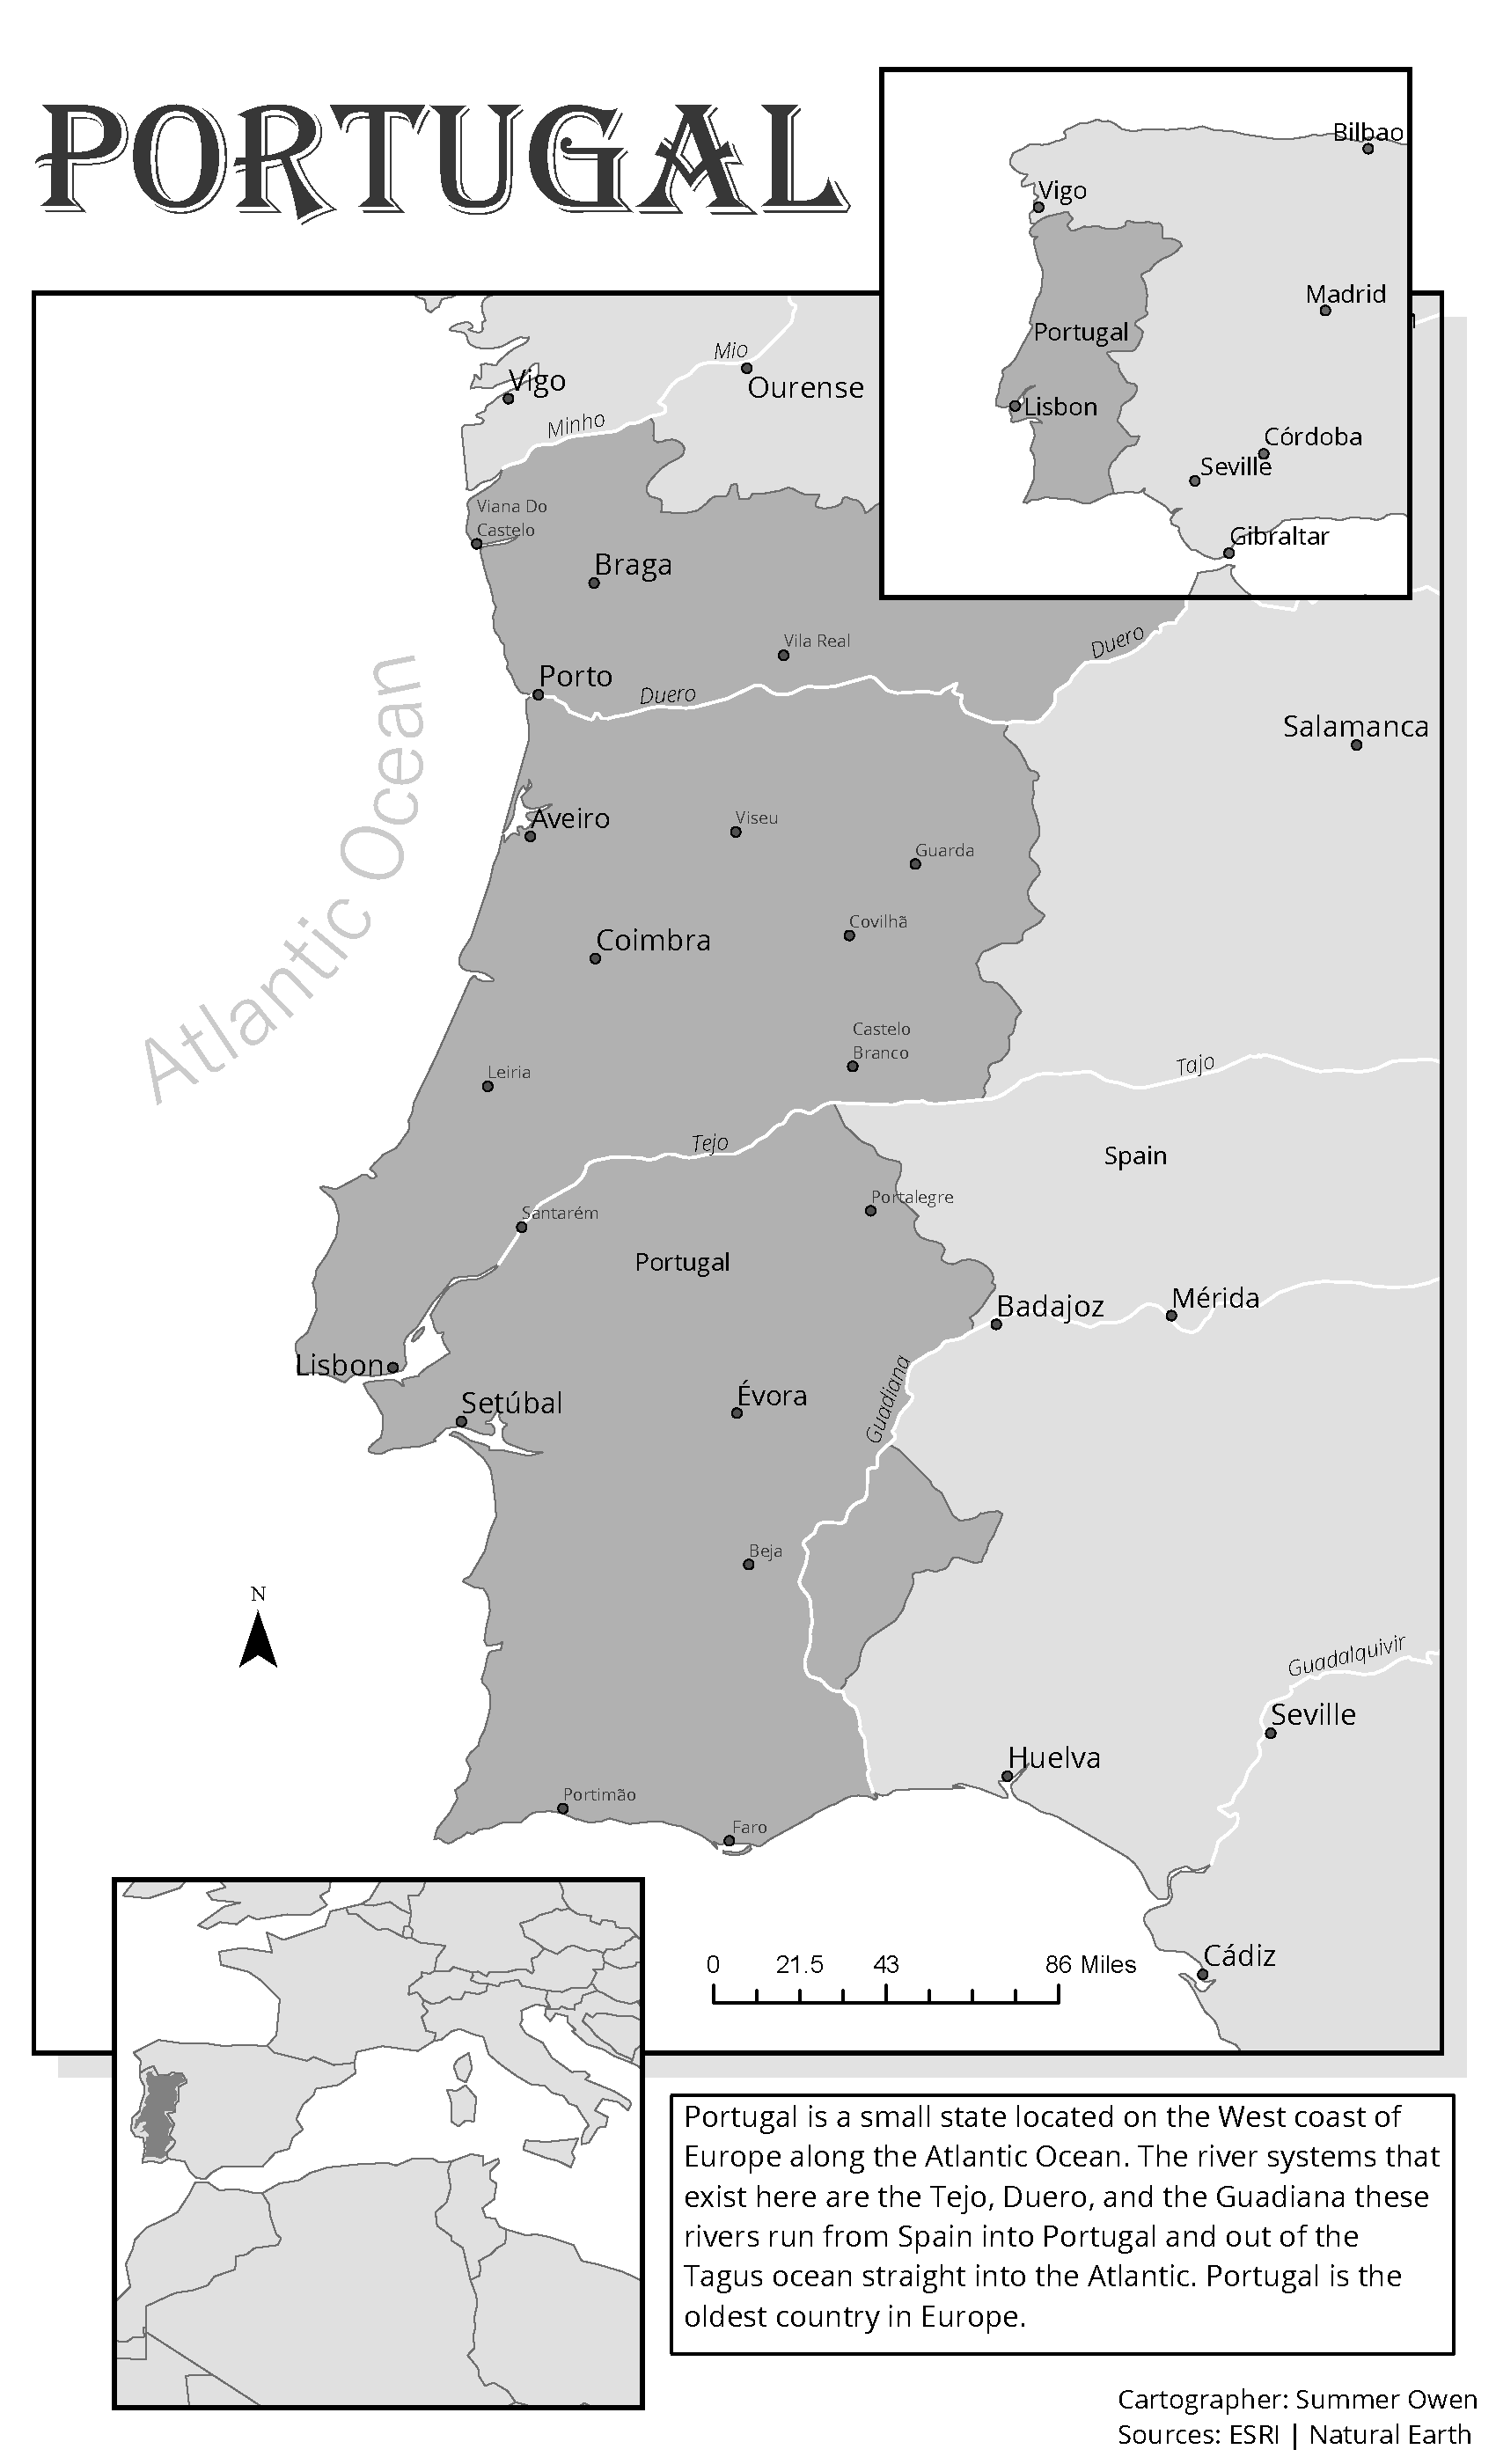 PORTUGAL
Bilbao
Vigo
Madrid
Portugal
Lisbon
Córdoba
Seville
Gibraltar
Mio
Vigo
Ourense
Minho
Viana Do
Castelo
Braga
Duero
Vila Real
Porto
Duero
Salamanca
Atlantic Ocean
Aveiro
Viseu
Guarda
Covilhã
Coimbra
Castelo
Branco
Tajo
Leiria
Tejo
Spain
Portalegre
Santarém
Portugal
Badajoz
Mérida
Lisbon
Guadiana
Setúbal
Évora
Beja
N
Guadalquivir
Seville
Huelva
Portimão
Faro
Cádiz
0 21.5 43 86 Miles
Portugal is a small state located on the West coast of
Europe along the Atlantic Ocean. The river systems that
exist here are the Tejo, Duero, and the Guadiana these
rivers run from Spain into Portugal and out of the
Tagus ocean straight into the Atlantic. Portugal is the
oldest country in Europe.
Cartographer: Summer Owen
Sources: ESRI | Natural Earth